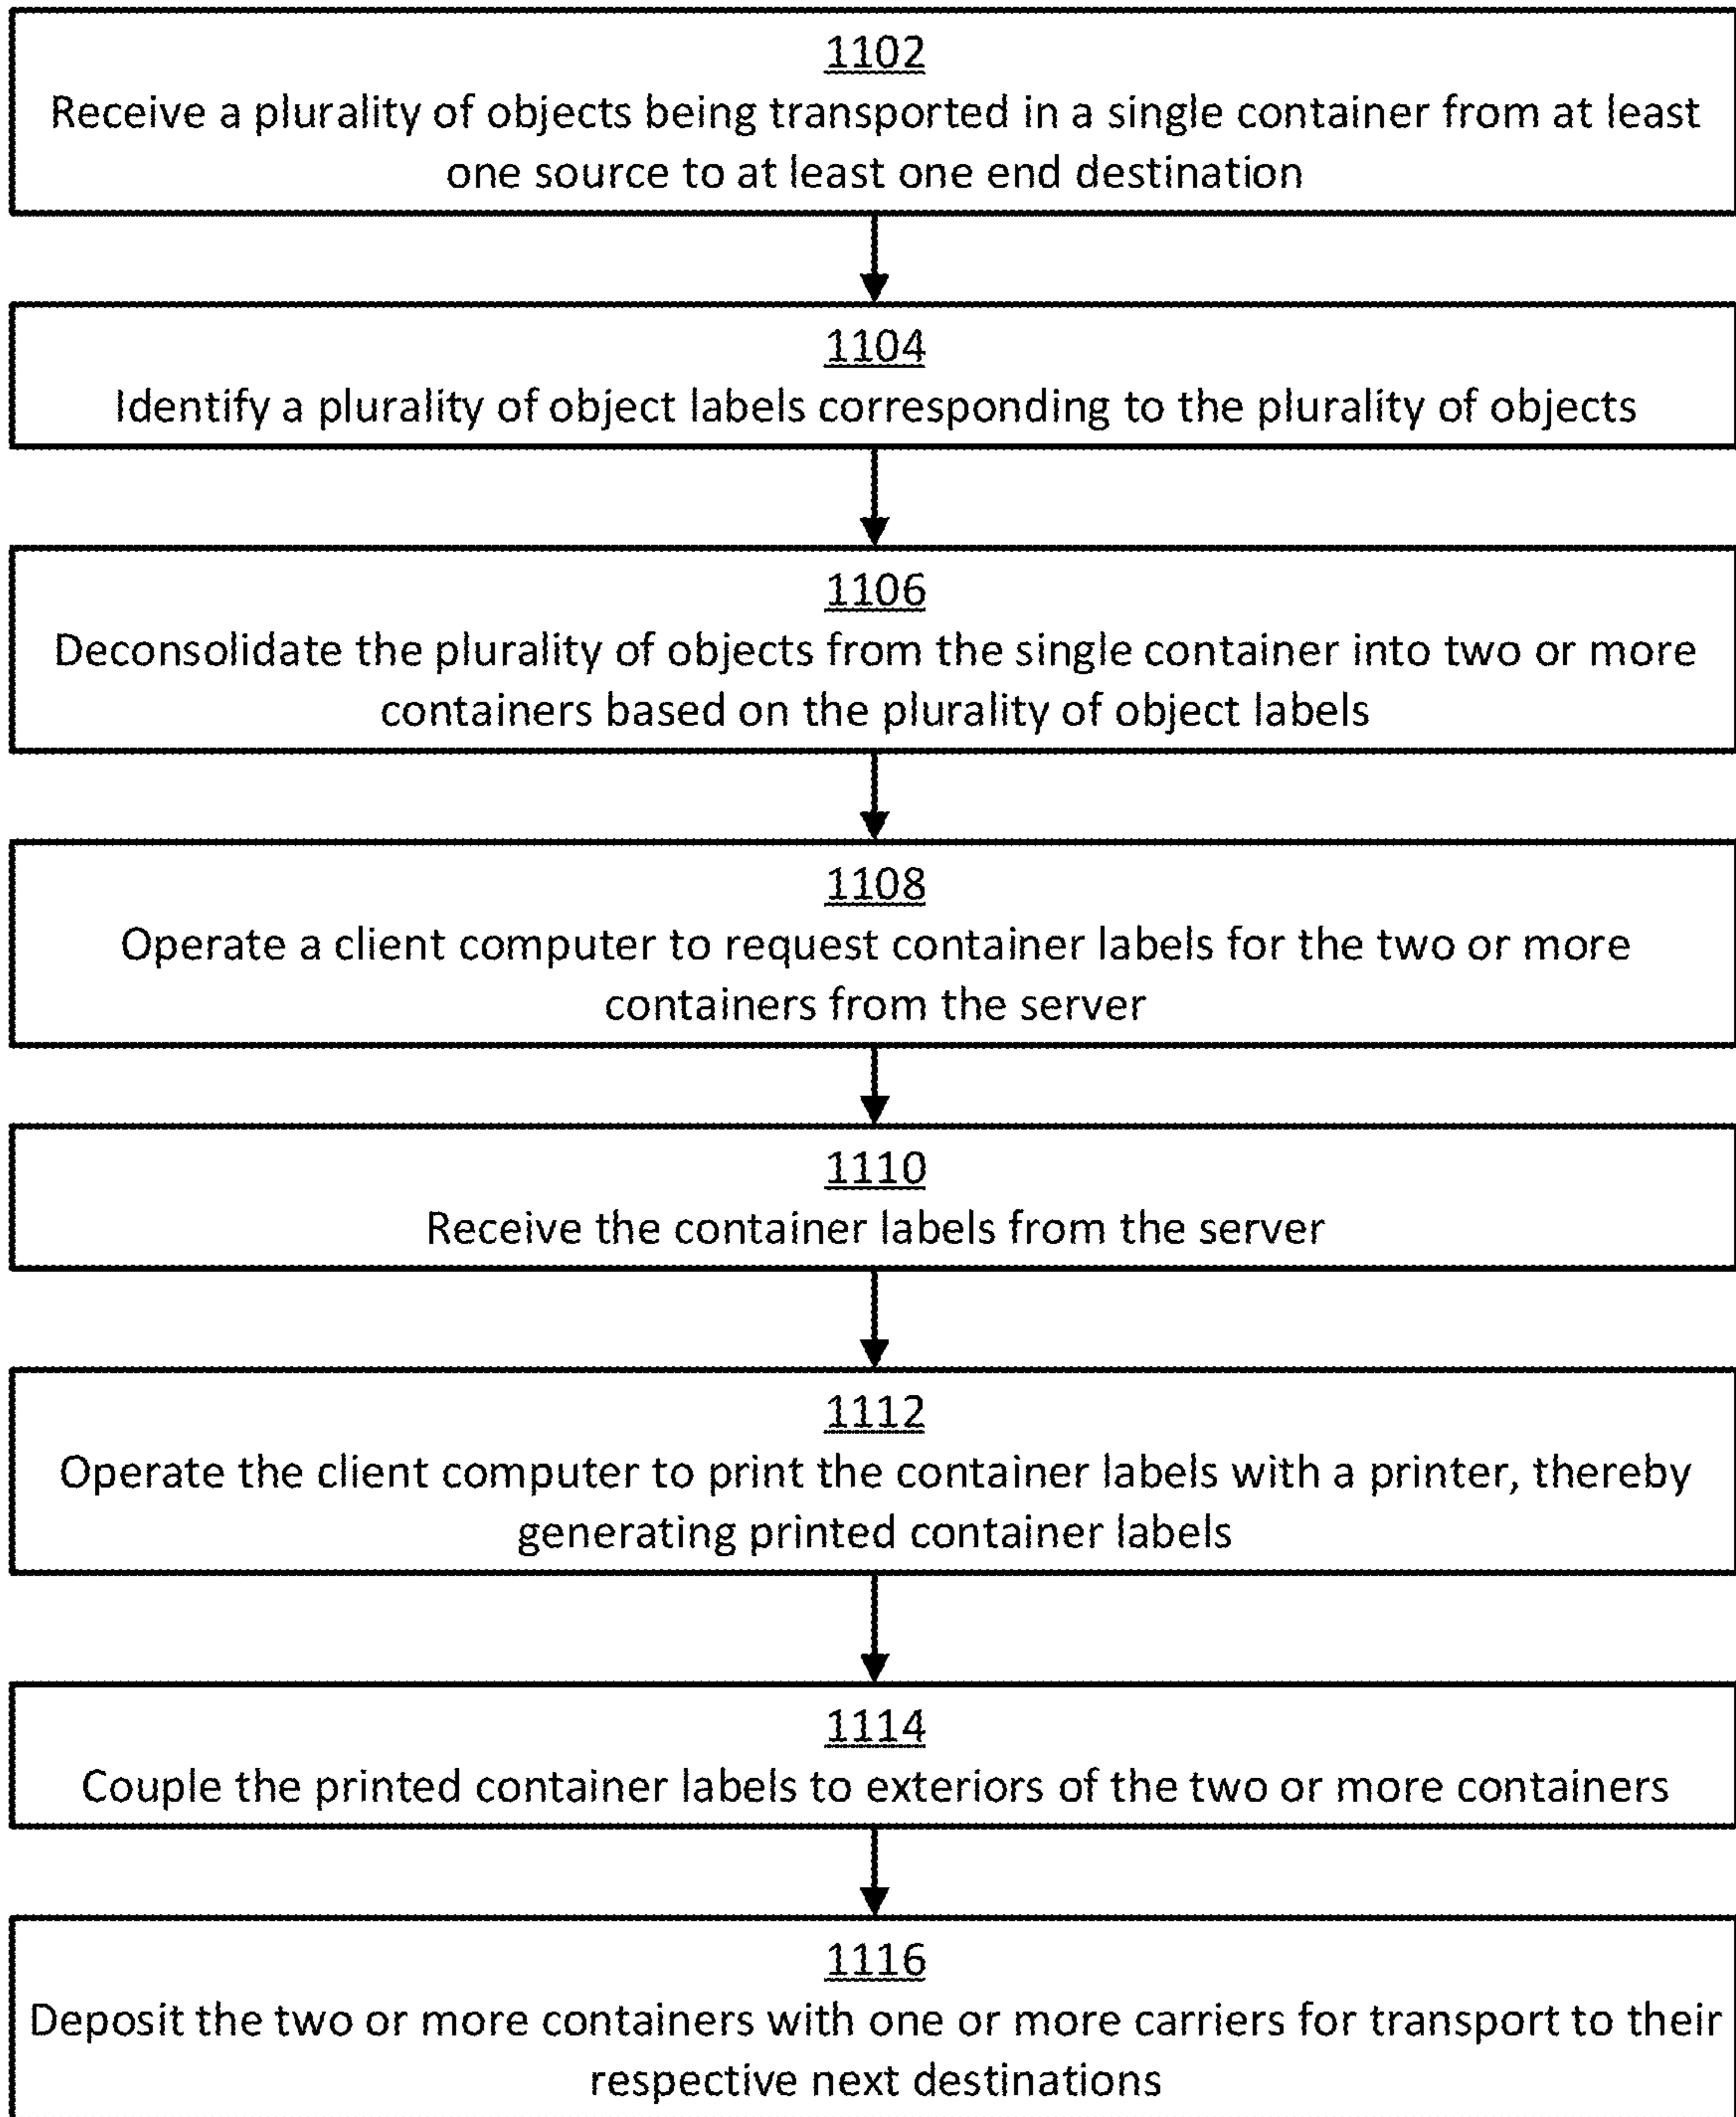 1102
Receive a plurality of objects being transported in a single container from at least
one source to at least one end destination
1104
Identify a plurality of object labels corresponding to the plurality of objects
1106
Deconsolidate the plurality of objects from the single container into two or more
containers based on the plurality of object labels
1108
Operate a client computer to request container labels for the two or more
containers from the server
1110
Receive the container labels from the server
1112
Operate the client computer to print the container labels with a printer, thereby
generating printed container labels
1114
Couple the printed container labels to exteriors of the two or more containers
1116
Deposit the two or more containers with one or more carriers for transport to their
respective next destinations